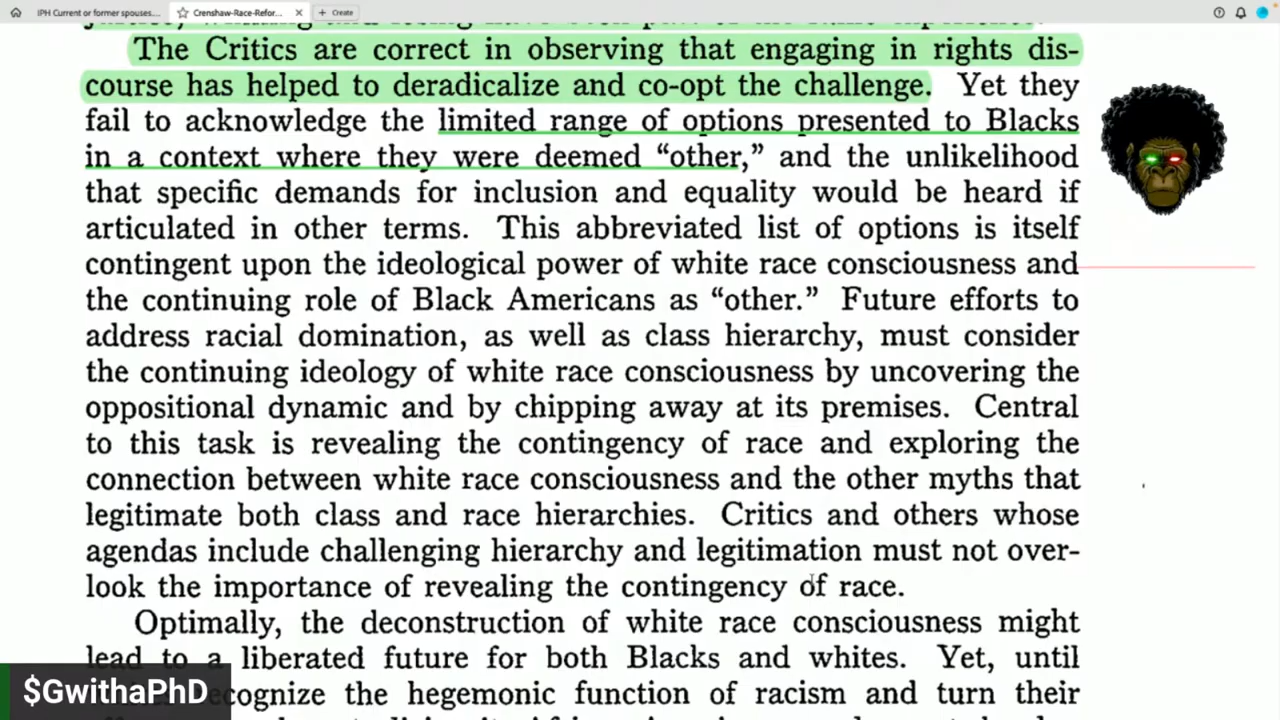 IPH Current or former spouses....
Crenshaw-Race-Refor...
Create
The Critics are correct in observing that engaging in rights dis-
course has helped to deradicalize and co-opt the challenge. Yet they
fail to acknowledge the limited range of options presented to Blacks
in a context where they were deemed “other,” and the unlikelihood
that specific demands for inclusion and equality would be heard if
articulated in other terms. This abbreviated list of options is itself
contingent upon the ideological power of white race consciousness and
the continuing role of Black Americans as “other.” Future efforts to
address racial domination, as well as class hierarchy, must consider
the continuing ideology of white race consciousness by uncovering the
oppositional dynamic and by chipping away at its premises. Central
to this task is revealing the contingency of race and exploring the
connection between white race consciousness and the other myths that
legitimate both class and race hierarchies. Critics and others whose
agendas include challenging hierarchy and legitimation must not over-
look the importance of revealing the contingency of race.
Optimally, the deconstruction of white race consciousness might
lead to a liberated future for both Blacks and whites. Yet, until
the hegemonic function of racism and turn their
$GwithaPhD